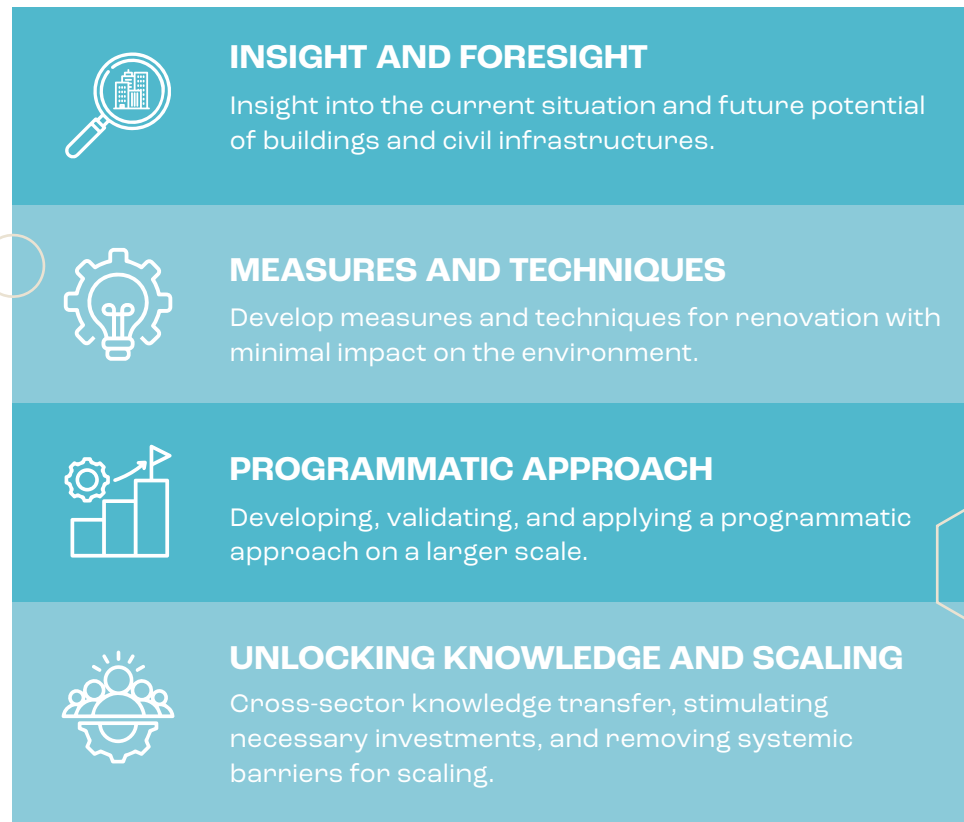 INSIGHT AND FORESIGHT
Insight into the current situation and future potential
of buildings and civil infrastructures.
MEASURES AND TECHNIQUES
Develop measures and techniques for renovation with
minimal impact on the environment.
PROGRAMMATIC APPROACH
Developing, validating, and applying a programmatic
approach on a larger scale.
UNLOCKING KNOWLEDGE AND SCALING
Cross-sector knowledge transfer, stimulating
necessary investments, and removing systemic
barriers for scaling.